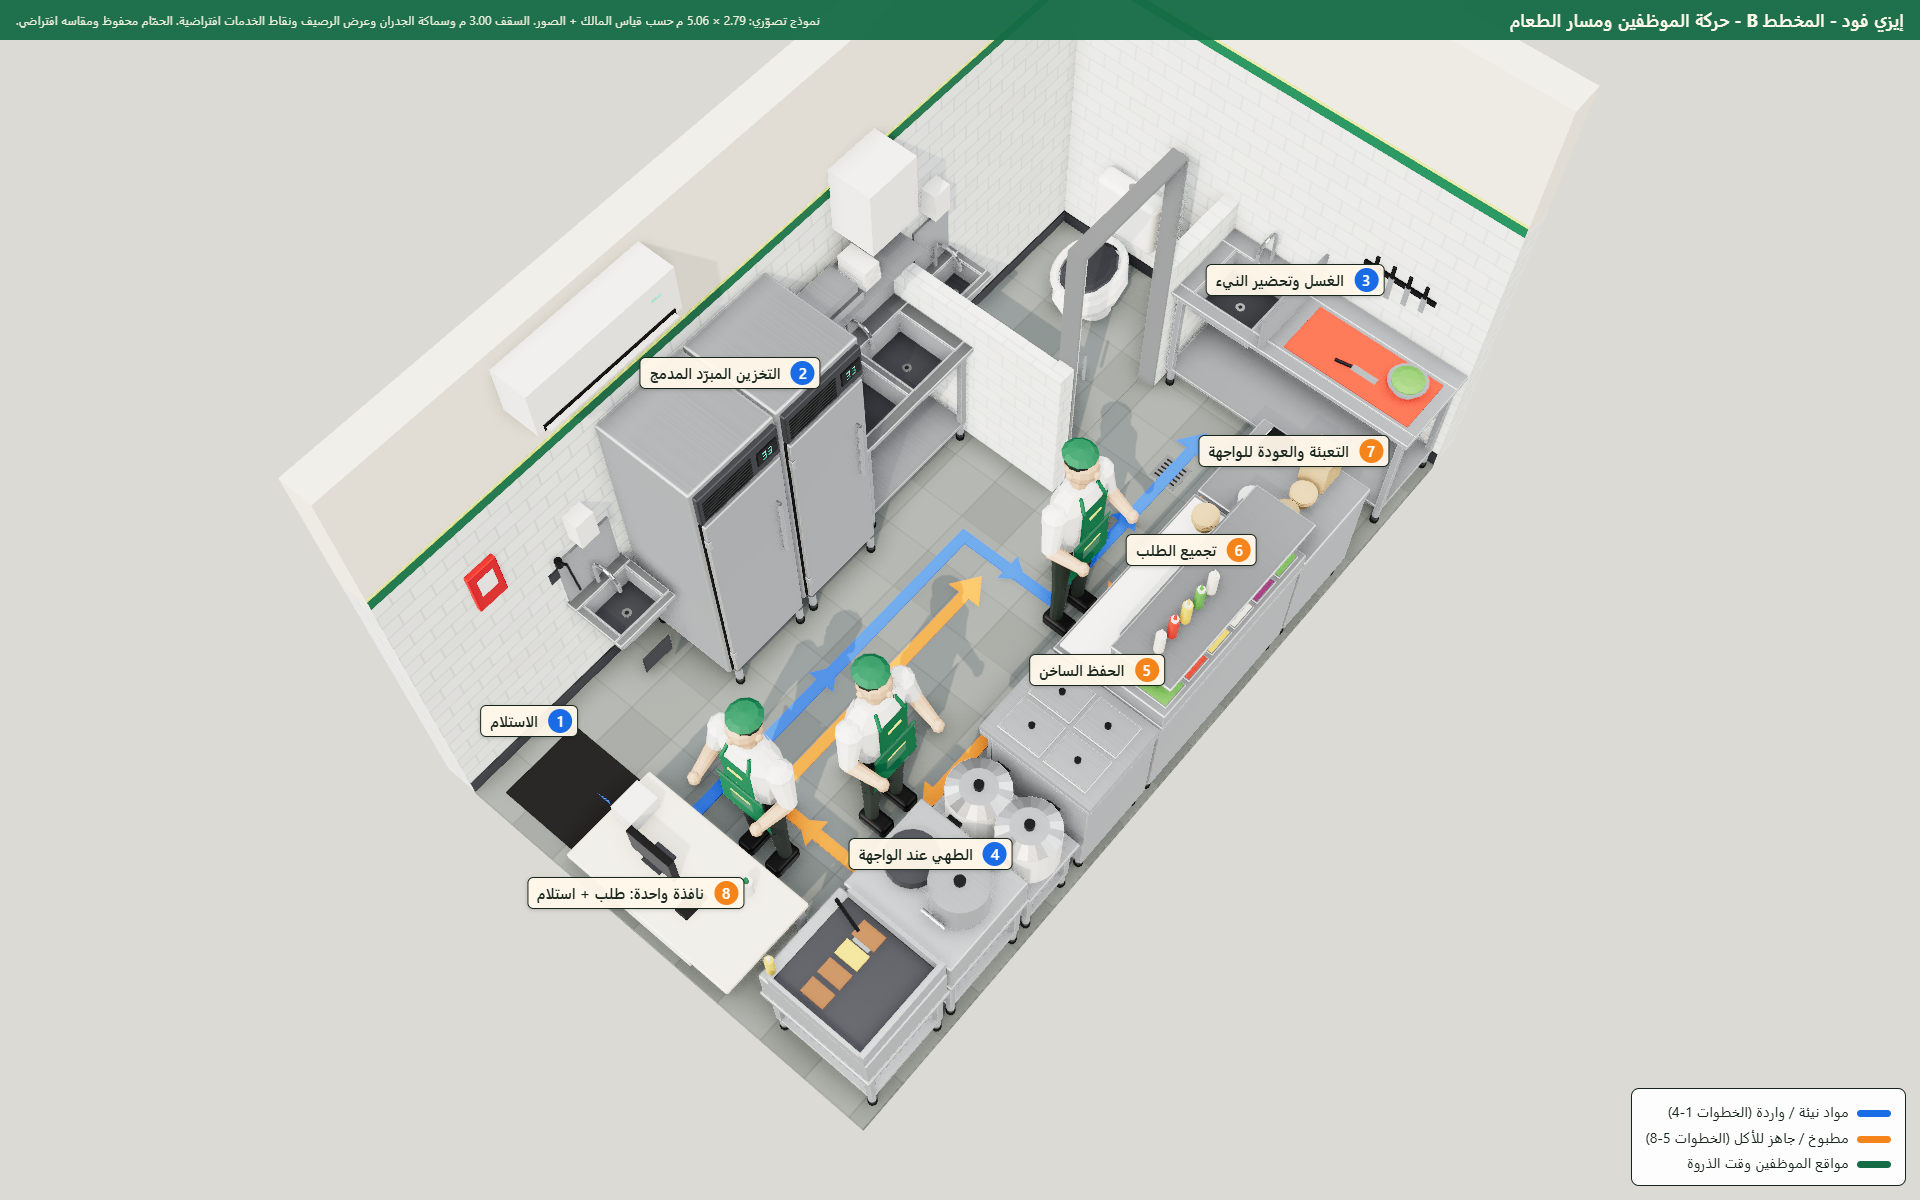 إيزي فود - المخطط B - حركة الموظفين ومسار الطعام
نموذج تصوّري: 2.79 × 5.06 م حسب قياس المالك + الصور. السقف 3.00 م وسماكة الجدران وعرض الرصيف ونقاط الخدمات افتراضية. الحمّام محفوظ ومقاسه افتراضي.
3 الغسل وتحضير النيء
2 التخزين المبرّد المدمج
33
33
7 التعبئة والعودة للواجهة
6 تجميع الطلب
5 الحفظ الساخن
1 الاستلام
4 الطهي عند الواجهة
8 نافذة واحدة: طلب + استلام
مواد نيئة / واردة (الخطوات 1-4)
مطبوخ / جاهز للأكل (الخطوات 5-8)
مواقع الموظفين وقت الذروة